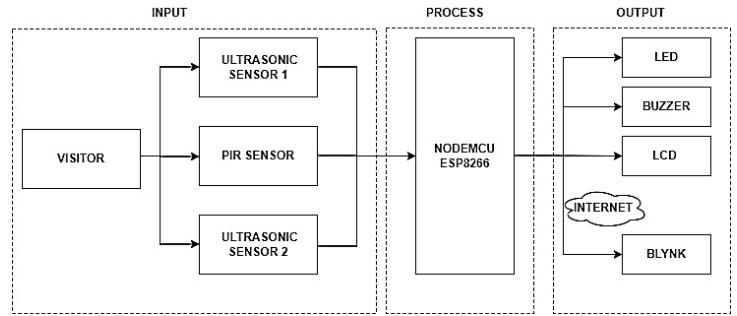 INPUT
PROCESS
OUTPUT
VISITOR
ULTRASONIC
SENSOR 1
PIR SENSOR
ULTRASONIC
SENSOR 2
NODEMCU
ESP8266
LED
BUZZER
LCD
INTERNET
BLYNK